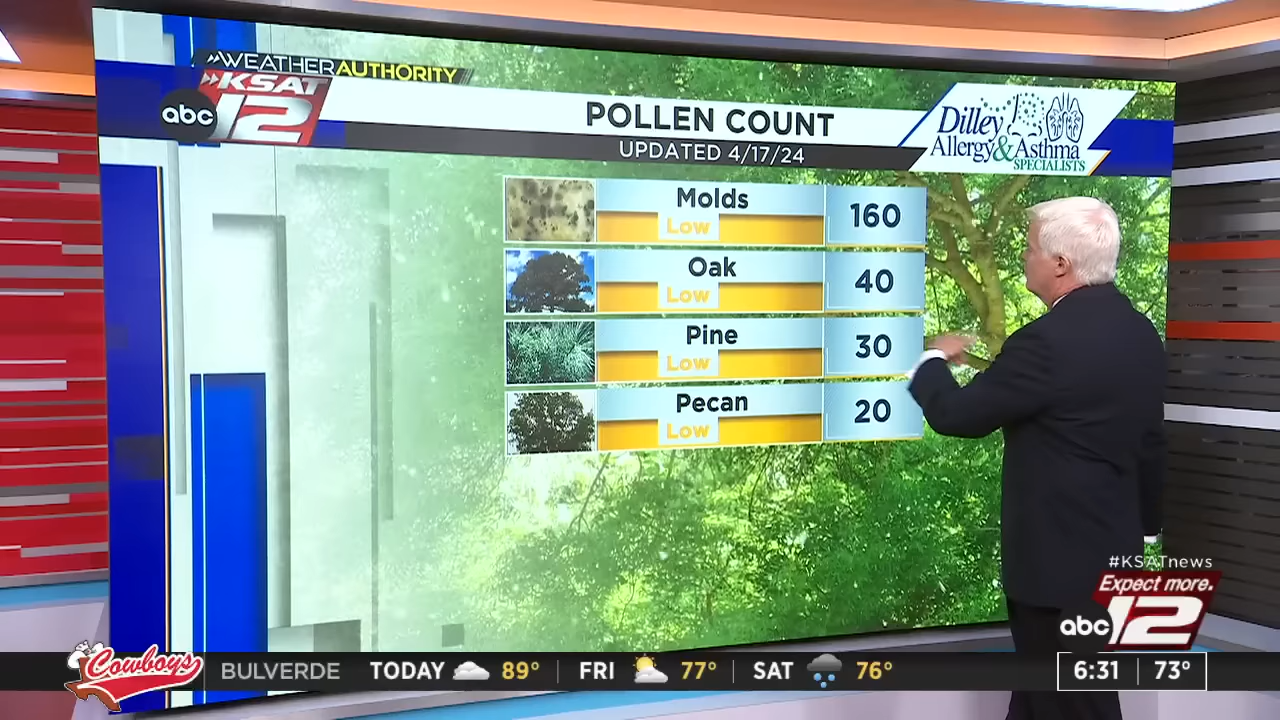 WEATHERAUTHORITY
KSAT
abc 12
POLLEN COUNT
UPDATED 4/17/24
Dilley
Allergy & Asthma
SPECIALISTS
Molds
Low
160
Oak
Low
40
Pine
Low
30
Pecan
Low
20
#KSATnews
Expect more.
abc 12
Cowboys BULVERDE TODAY 89° FRI 77° SAT 76° 6:31 73°